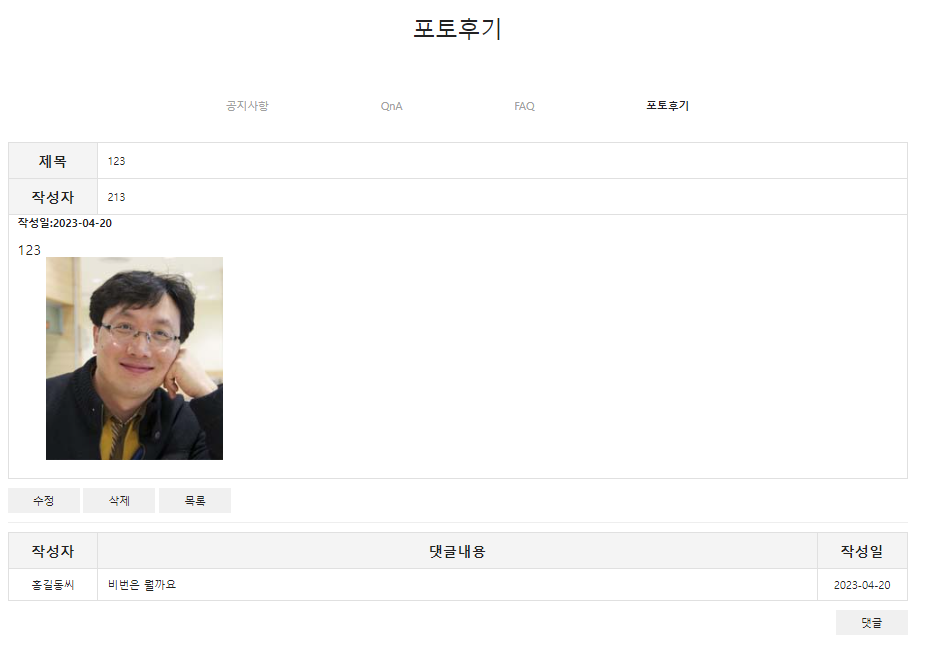 포토후기
공지사항 QnA FAQ 포토후기
제목 123
작성자 213
작성일:2023-04-20
123
수정 삭제 목록
작성자 댓글내용 작성일
홍길동씨 비번은 뭘까요 2023-04-20
댓글